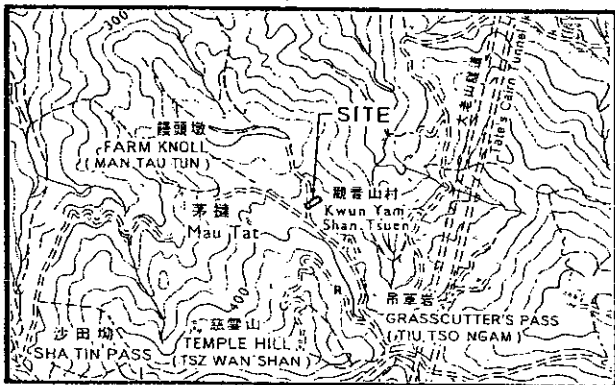 300
SITE
饅頭墩
FARM KNOLL
(MAN TAU TUN)
大老山隧道
Tate's Cairn Tunnel
觀音山村
Kwun Yam
Shan Tsuen
茅撻
Mau Tat
400
R
吊草岩
GRASSCUTTER'S PASS
(TIU TSO NGAM)
沙田坳
SHA TIN PASS
慈雲山
TEMPLE HILL
(TSZ WAN SHAN)